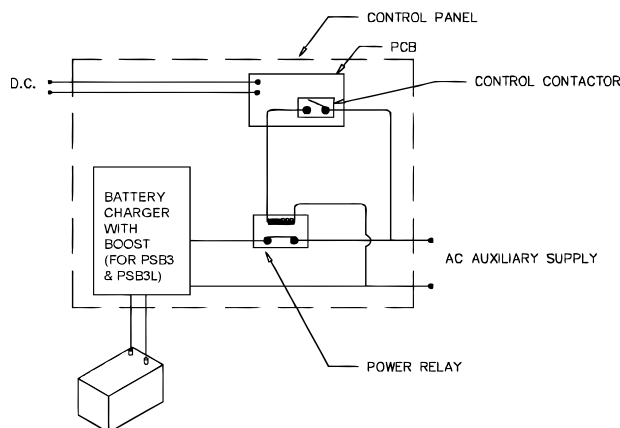 CONTROL PANEL
PCB
D.C.
CONTROL CONTACTOR
BATTERY
CHARGER
WITH
BOOST
(FOR PSB3
& PSB3L)
AC AUXILIARY SUPPLY
POWER RELAY